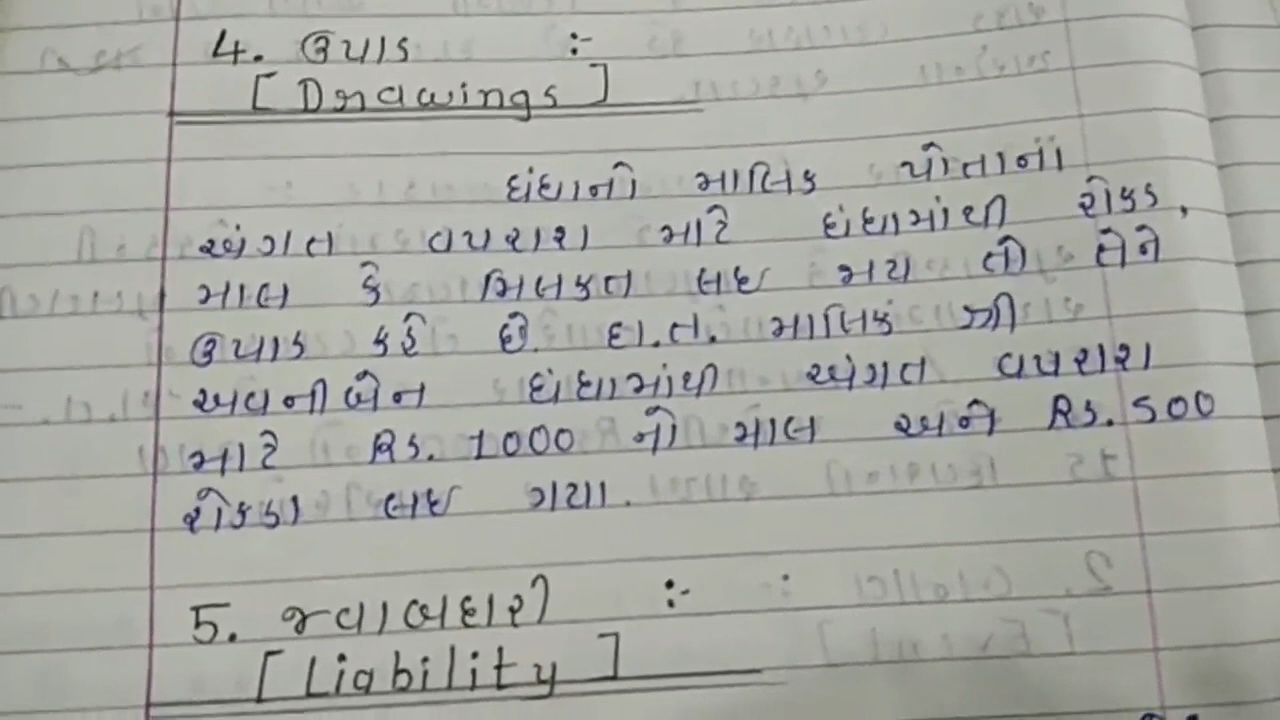 4. ઉપાડ :-
[ Drawings ]
ધંધાનો માલિક પોતાનાં
અંગત વપરાશ માટે ધંધામાંથી રોકડ,
માલ કે મિલકત લઇ જાય તો તેને
ઉપાડ કહે છે. દા.ત. માલિક શ્રી
અવનીબેન ધંધામાંથી અંગત વપરાશ
માટે Rs. 1000 નો માલ અને Rs. 500
રોકડા લઇ ગયા.
5. જવાબદારી :-
[ Liability ]